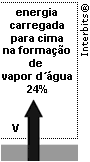 energia
carregada
para cima
na formação
de
vapor d´água
24%
V
Interbits®